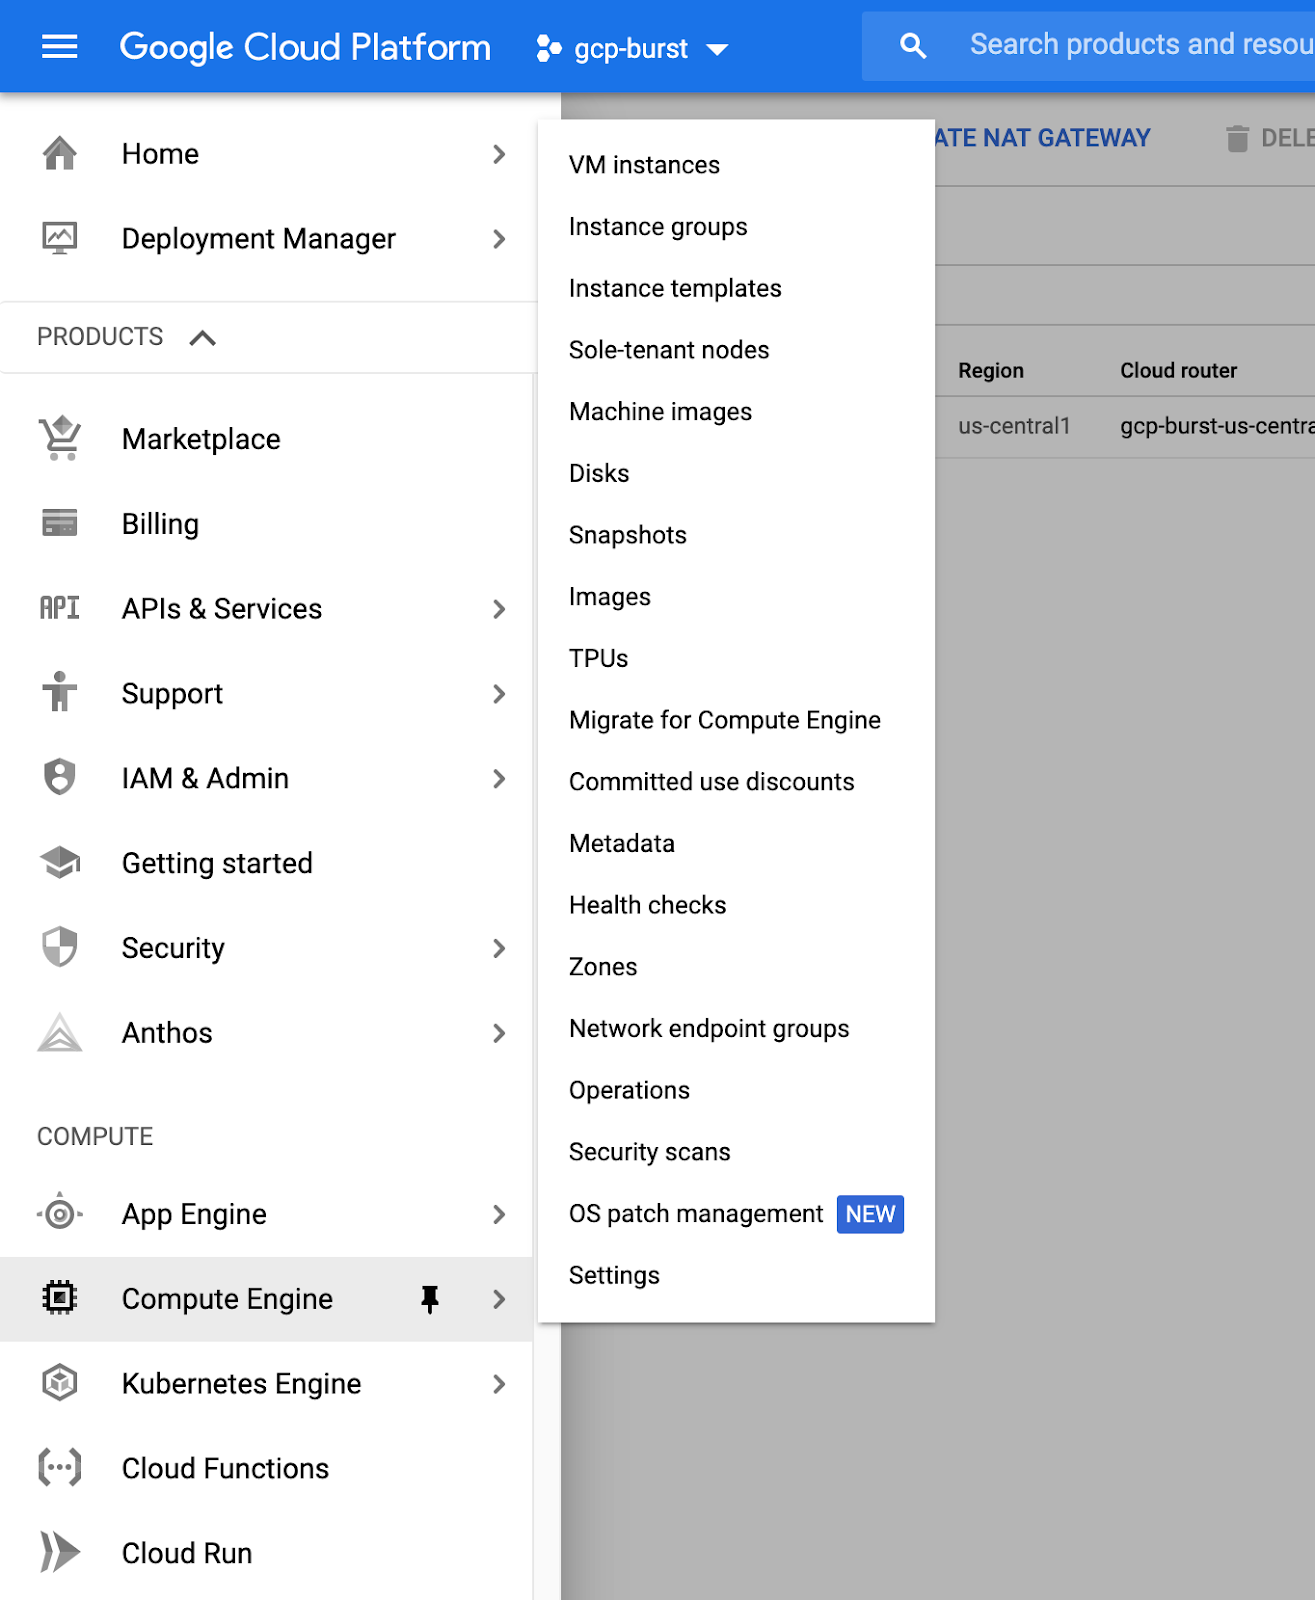 Google Cloud Platform
gcp-burst
Search products and resou
Home
Deployment Manager
PRODUCTS
Marketplace
Billing
API
APIs & Services
Support
IAM & Admin
Getting started
Security
Anthos
COMPUTE
App Engine
Compute Engine
Kubernetes Engine
Cloud Functions
Cloud Run
VM instances
Instance groups
Instance templates
Sole-tenant nodes
Machine images
Disks
Snapshots
Images
TPUs
Migrate for Compute Engine
Committed use discounts
Metadata
Health checks
Zones
Network endpoint groups
Operations
Security scans
OS patch management NEW
Settings
ATE NAT GATEWAY
DELE
Region Cloud router
us-central1 gcp-burst-us-centra